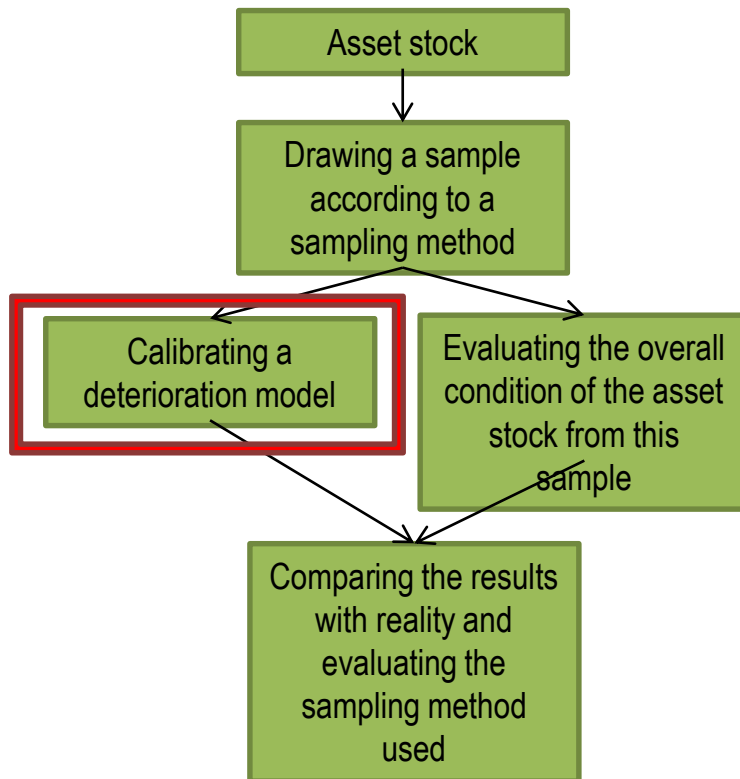 Asset stock
Drawing a sample
according to a
sampling method
Calibrating a
deterioration model
Evaluating the overall
condition of the asset
stock from this
sample
Comparing the results
with reality and
evaluating the
sampling method
used